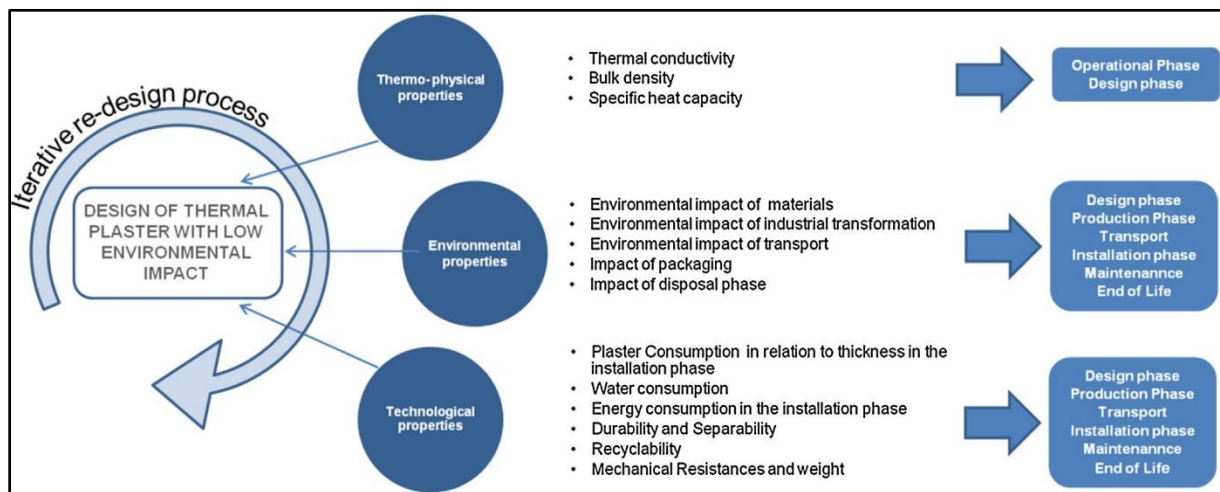 Iterative re-design process
DESIGN OF THERMAL
PLASTER WITH LOW
ENVIRONMENTAL
IMPACT
Thermo-physical
properties
• Thermal conductivity
• Bulk density
• Specific heat capacity
Operational Phase
Design phase
Environmental
properties
• Environmental impact of materials
• Environmental impact of industrial transformation
• Environmental impact of transport
• Impact of packaging
• Impact of disposal phase
Design phase
Production Phase
Transport
Installation phase
Maintenannce
End of Life
Technological
properties
• Plaster Consumption in relation to thickness in the
installation phase
• Water consumption
• Energy consumption in the installation phase
• Durability and Separability
• Recyclability
• Mechanical Resistances and weight
Design phase
Production Phase
Transport
Installation phase
Maintenannce
End of Life